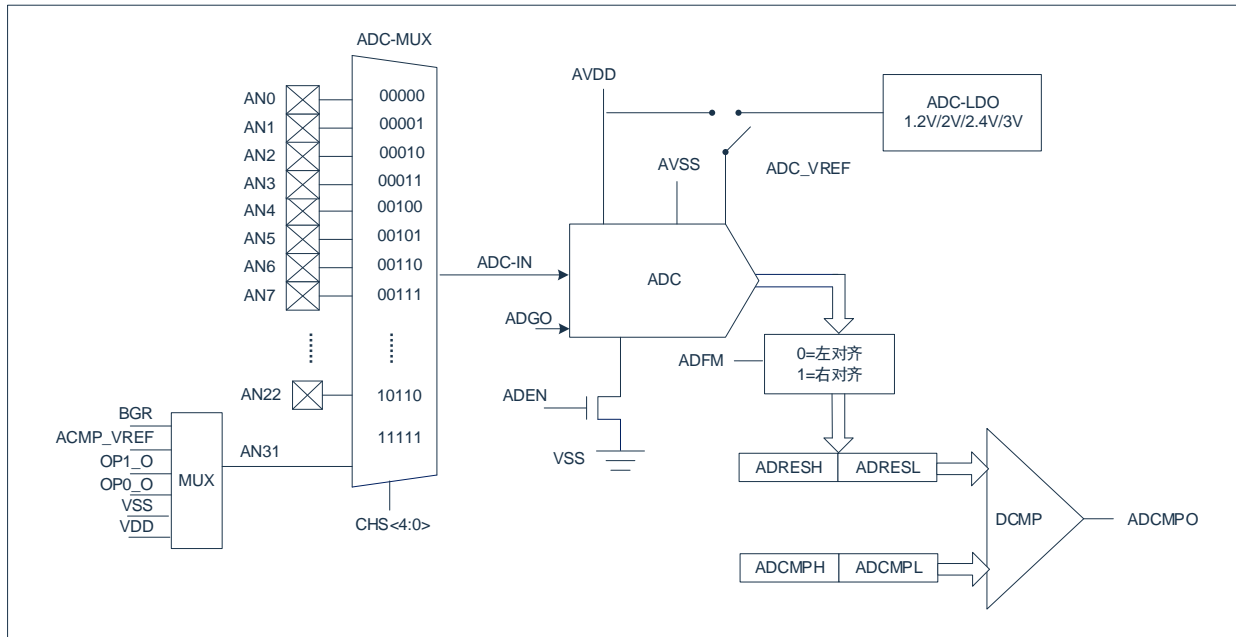 ADC-MUX
AN0
00000
AN1
00001
AN2
00010
AN3
00011
AN4
00100
AN5
00101
AN6
00110
AN7
00111
AN22
10110
11111
BGR
ACMP_VREF
OP1_O
OP0_O
VSS
VDD
MUX
AN31
CHS<4:0>
AVDD
ADC-LDO
1.2V/2V/2.4V/3V
AVSS
ADC_VREF
ADC-IN
ADC
ADGO
ADEN
VSS
ADFM
0=左对齐
1=右对齐
ADRESH
ADRESL
DCMP
ADCMPO
ADCMPH
ADCMPL